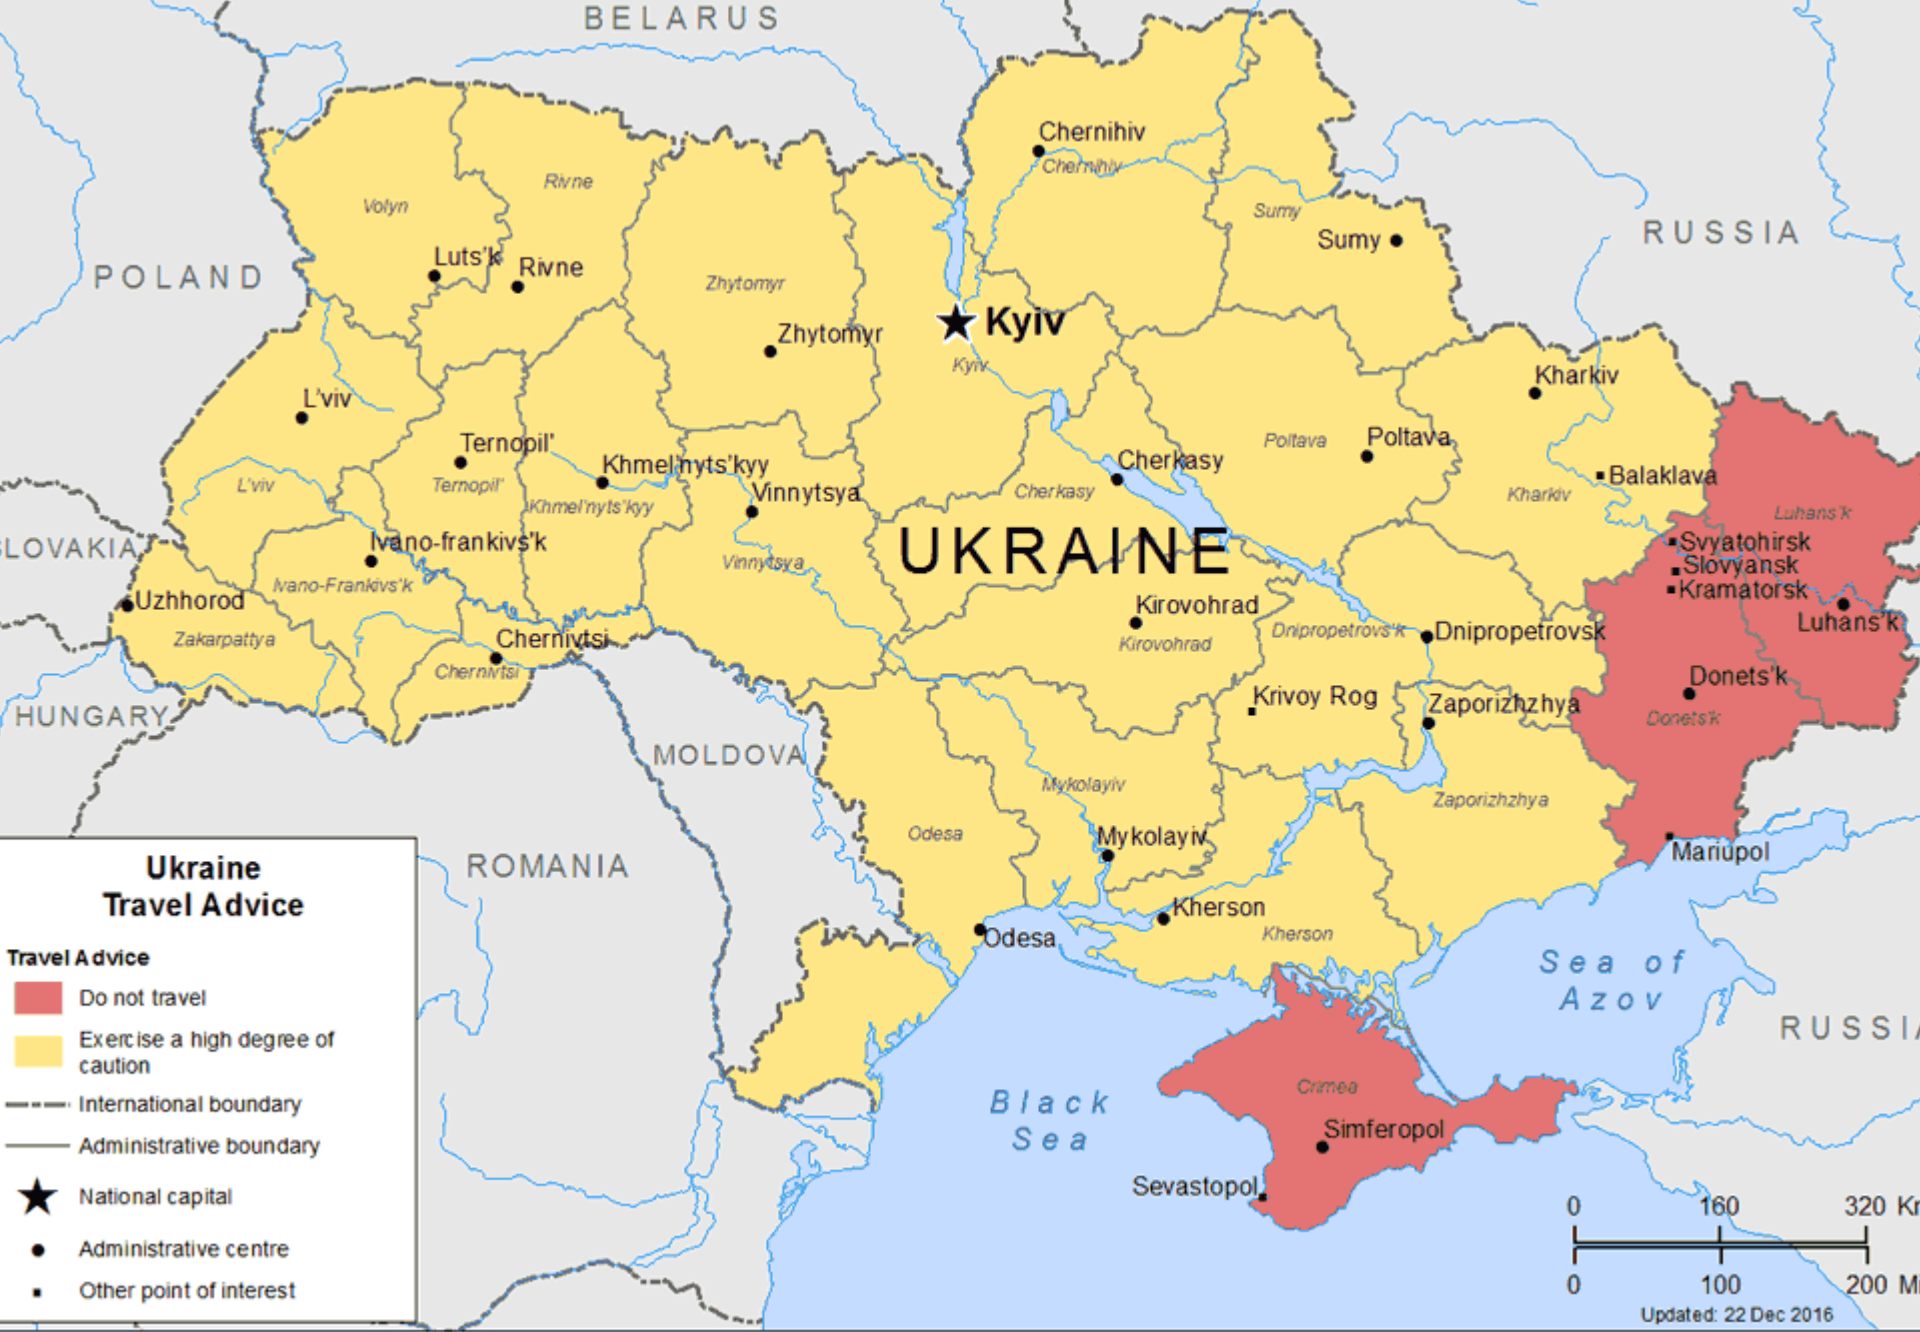 BELARUS
Chernihiv
Chernihiv
Rivne
Volyn
Sumy
Sumy
RUSSIA
POLAND
Luts'k
Rivne
Zhytomyr
Kyiv
Zhytomyr
Kyiv
Kharkiv
L'viv
Ternopil'
Poltava
Poltava
Khmel'nyts'kyy
Cherkasy
Balaklava
L'viv
Ternopil'
Vinnytsya
Cherkasy
Kharkiv
Khmel'nyts'kyy
Luhans'k
SLOVAKIA
Ivano-frankivs'k
UKRAINE
Svyatohirsk
Vinnytsya
Slovyansk
Ivano-Frankivs'k
Kramatorsk
Uzhhorod
Kirovohrad
Luhans'k
Zakarpattya
Chernivtsi
Kirovohrad
Dnipropetrovs'k
Dnipropetrovsk
Chernivtsi
Donets'k
HUNGARY
Krivoy Rog
Zaporizhzhya
Donets'k
MOLDOVA
Mykolayiv
Zaporizhzhya
Odesa
Mykolayiv
Mariupol
ROMANIA
Kherson
Odesa
Kherson
Sea of
Azov
RUSSIA
Black
Sea
Crimea
Simferopol
Sevastopol
Ukraine
Travel Advice
Travel Advice
Do not travel
Exercise a high degree of
caution
International boundary
Administrative boundary
National capital
Administrative centre
Other point of interest
0 160 320 K
0 100 200 Mi
Updated: 22 Dec 2016